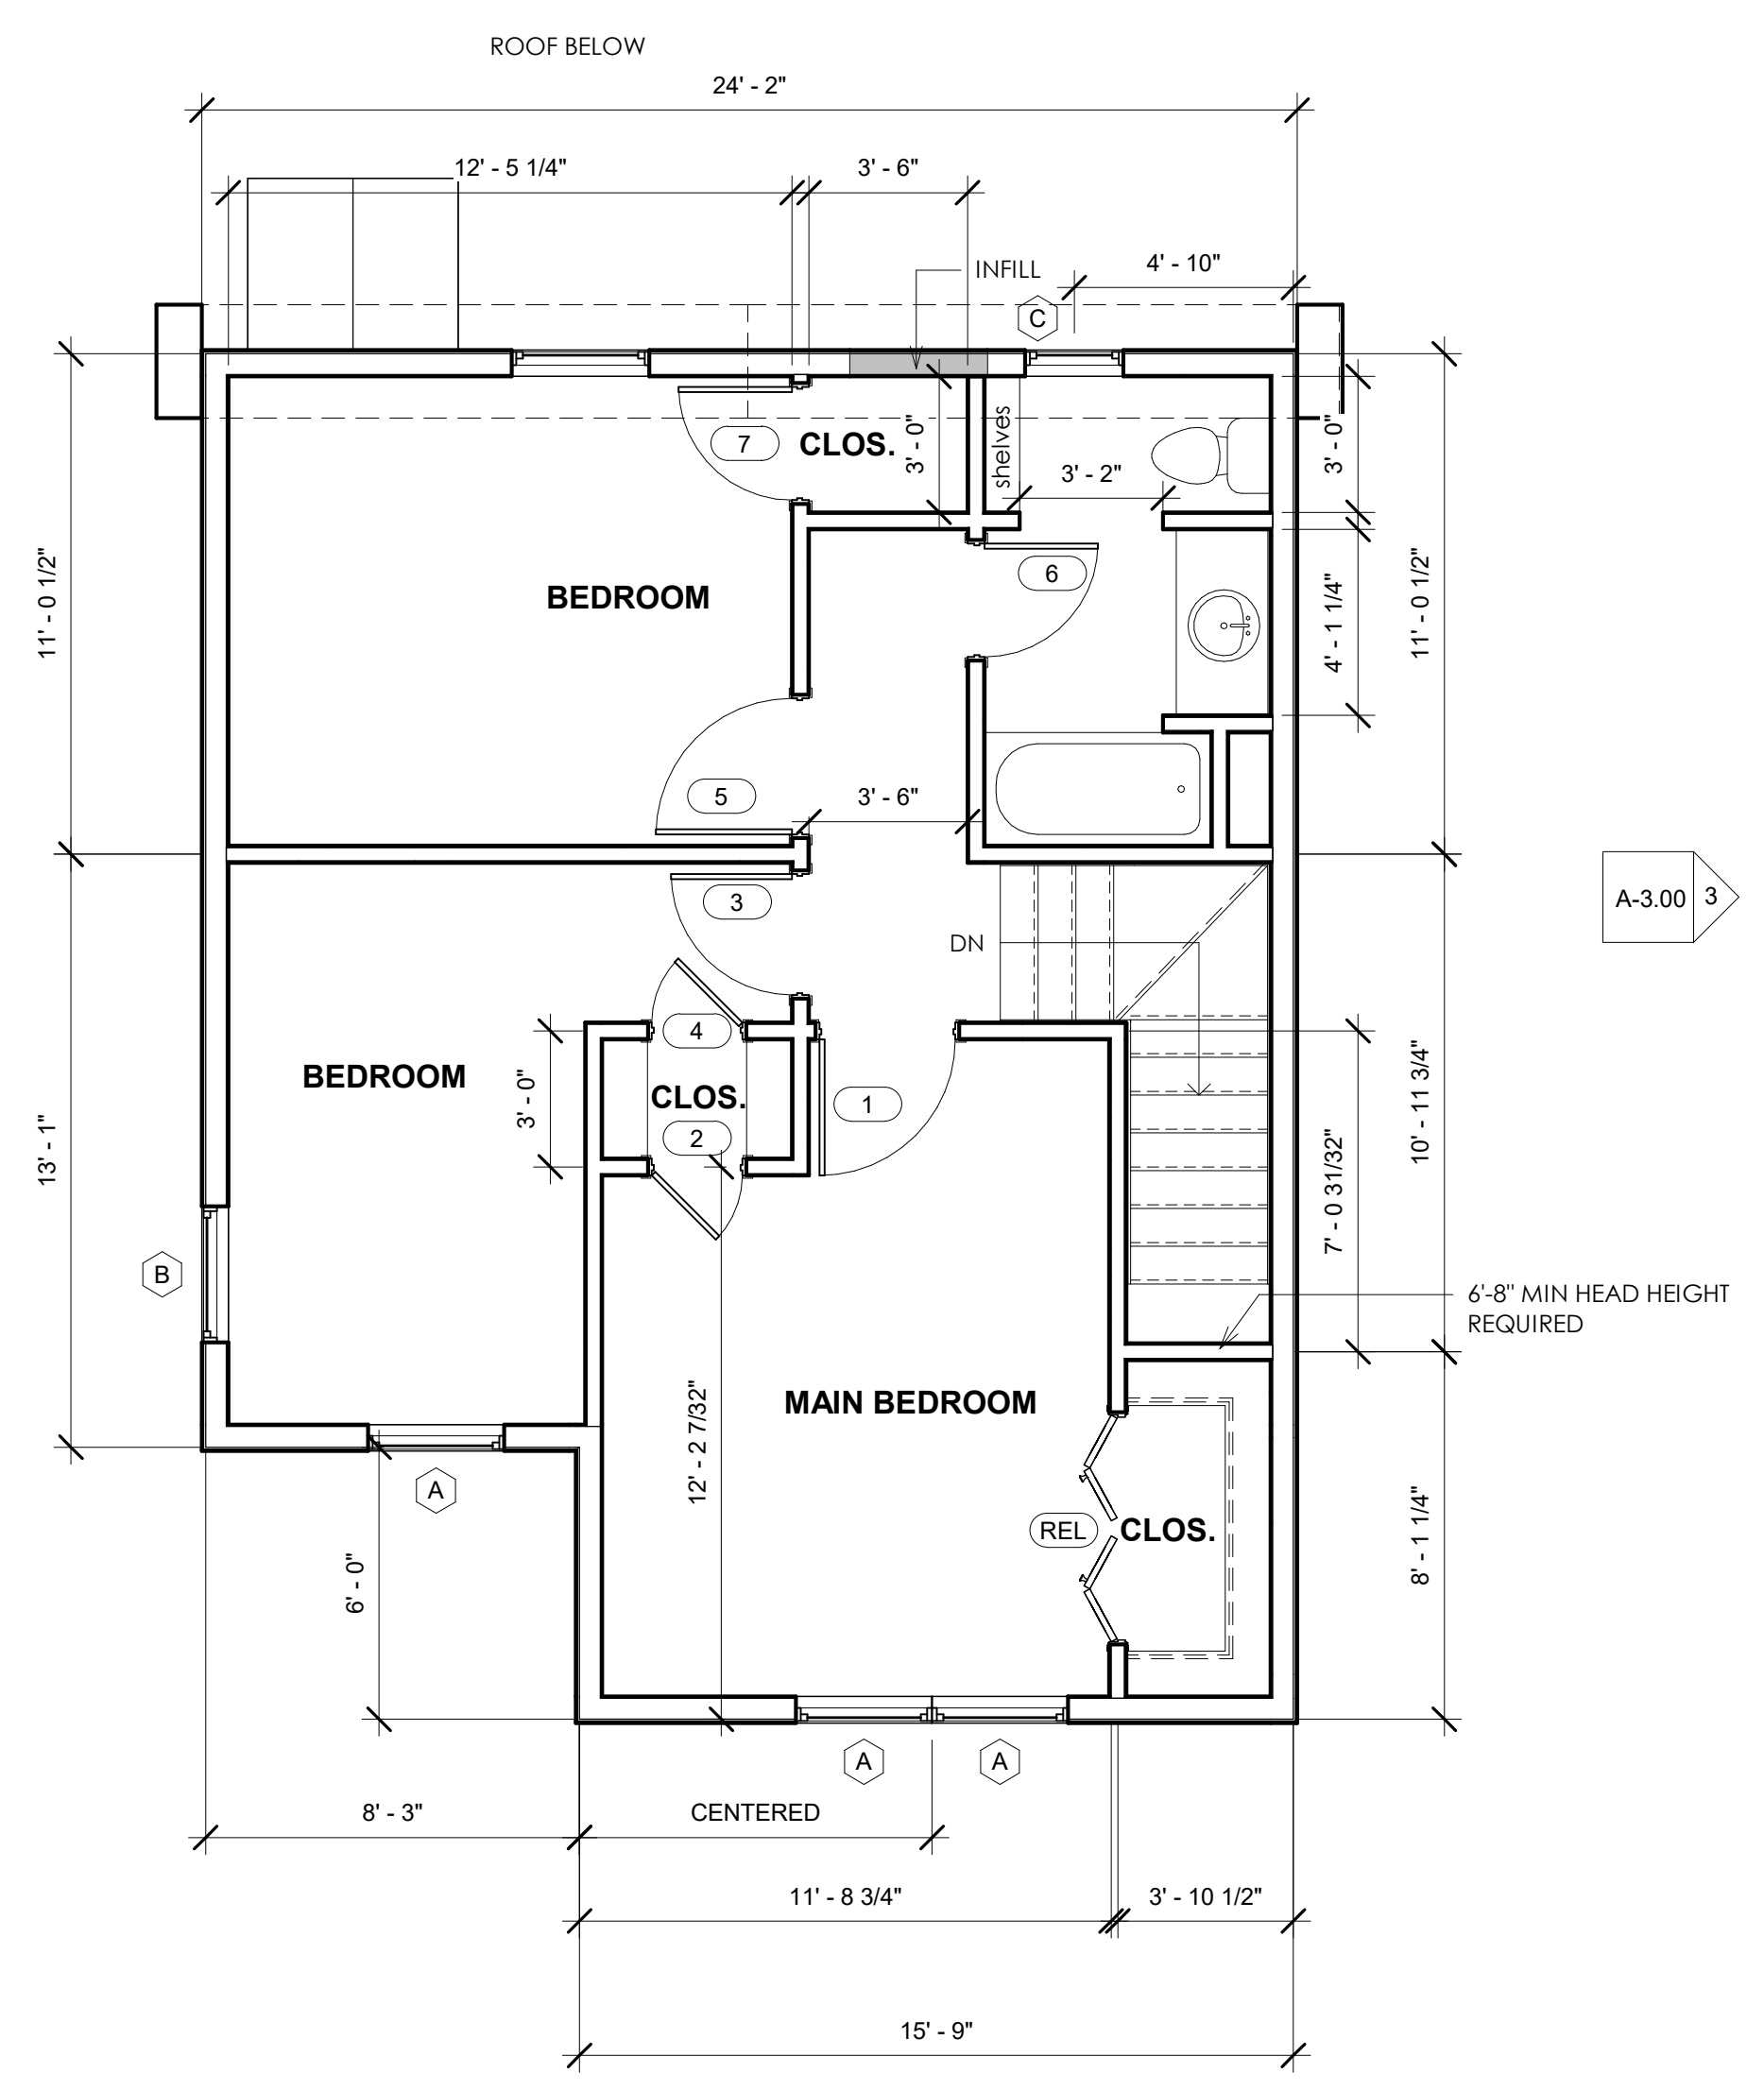 ROOF BELOW
24' - 2"
12' - 5 1/4"
3' - 6"
INFILL
4' - 10"
C
7
CLOS.
3' - 0"
shelves
3' - 2"
3' - 0"
11' - 0 1/2"
BEDROOM
6
4' - 1 1/4"
11' - 0 1/2"
5
3' - 6"
3
A-3.00
3
DN
4
BEDROOM
3' - 0"
CLOS.
2
1
13' - 1"
10' - 11 3/4"
7' - 0 31/32"
B
6'-8" MIN HEAD HEIGHT
REQUIRED
12' - 2 7/32"
MAIN BEDROOM
A
REL
CLOS.
8' - 1 1/4"
6' - 0"
A
A
8' - 3"
CENTERED
11' - 8 3/4"
3' - 10 1/2"
15' - 9"